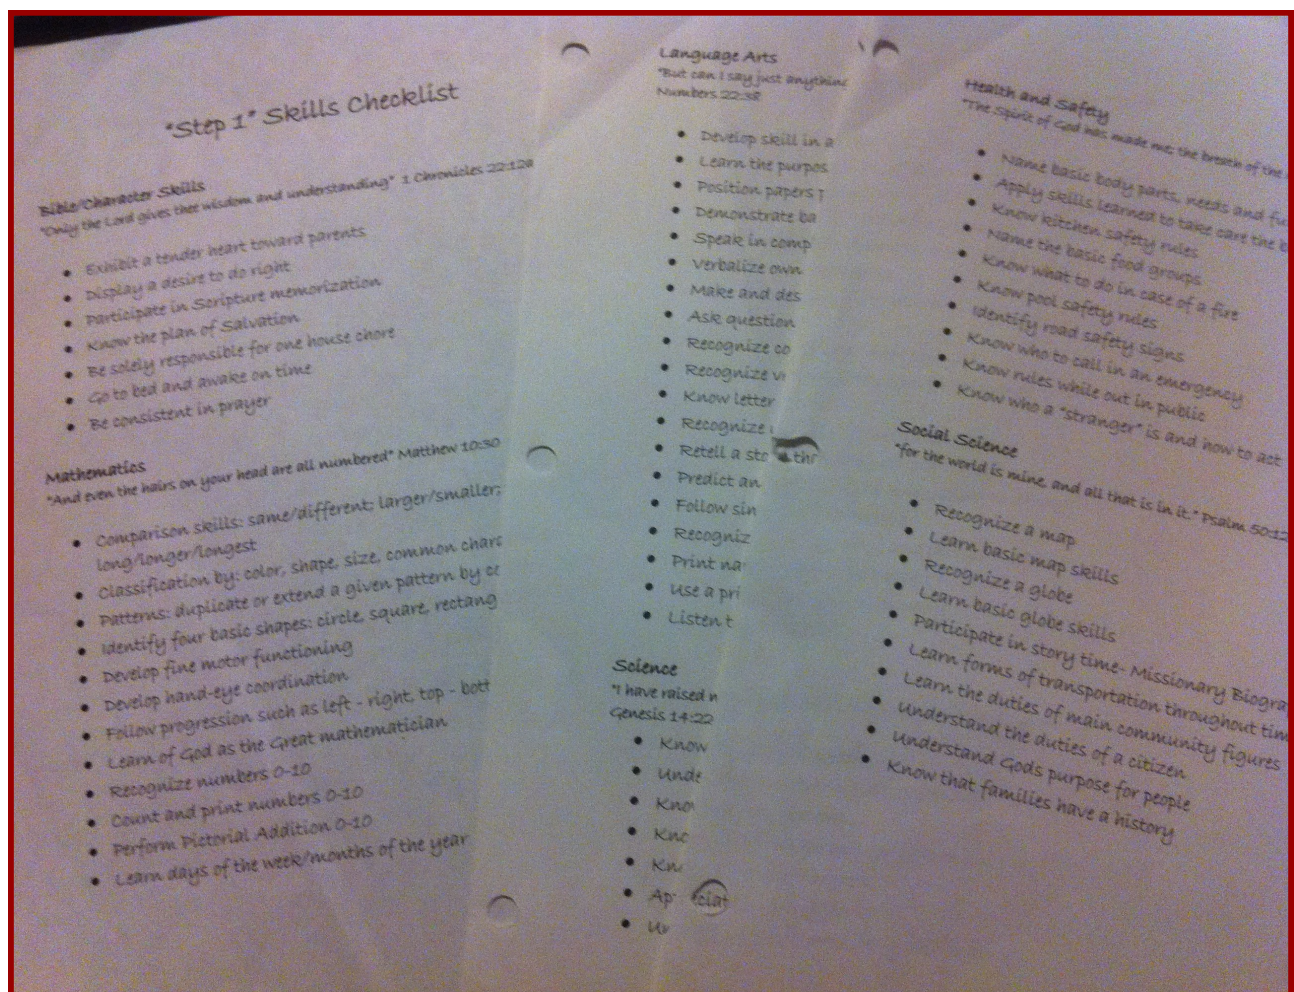 "Step 1" Skills Checklist
Bible/Character Skills
"Only the Lord gives thee wisdom and understanding" 1 Chronicles 22:12a
Exhibit a tender heart toward parents
Display a desire to do right
Participate in Scripture memorization
Know the plan of Salvation
Be solely responsible for one house chore
Go to bed and awake on time
Be consistent in prayer
Mathematics
"And even the hairs on your head are all numbered" Matthew 10:30
Comparison skills: same/different; larger/smaller;
long/longer/longest
Classification by: color, shape, size, common
Patterns: duplicate or extend a given pattern by
Identify four basic shapes: circle, square,
Develop fine motor functioning
Develop hand-eye coordination
Follow progression such as left - right, top -
Learn of God as the Great mathematician
Recognize numbers 0-10
Count and print numbers 0-10
Perform Pictorial Addition 0-10
Learn days of the week/months of the year
Language Arts
"But can I say just anything
Numbers 22:38
Develop skill in a
Learn the
Position papers
Demonstrate
Speak in
Verbalize own
Make and
Ask question
Recognize
Recognize
Know letter
Recognize
Retell a
Predict an
Follow
Print
Use a
Listen
Science
"I have raised
Genesis 14:22
Know
Health and Safety
"The Spirit of God has made me; the breath of the
Name basic body parts, needs and
Apply skills learned to take care the
Know kitchen safety rules
Name the basic food groups
Know what to do in case of a fire
Know pool safety rules
Identify road safety signs
Know who to call in an emergency
Know rules while out in public
Know who a "stranger" is and how to act
Social Science
"for the world is mine, and all that is in it." Psalm 50:12
Recognize a map
Learn basic map skills
Recognize a globe
Learn basic globe skills
Participate in story time- Missionary
Learn forms of transportation throughout
Learn the duties of main community figures
Understand the duties of a citizen
Understand Gods purpose for people
Know that families have a history